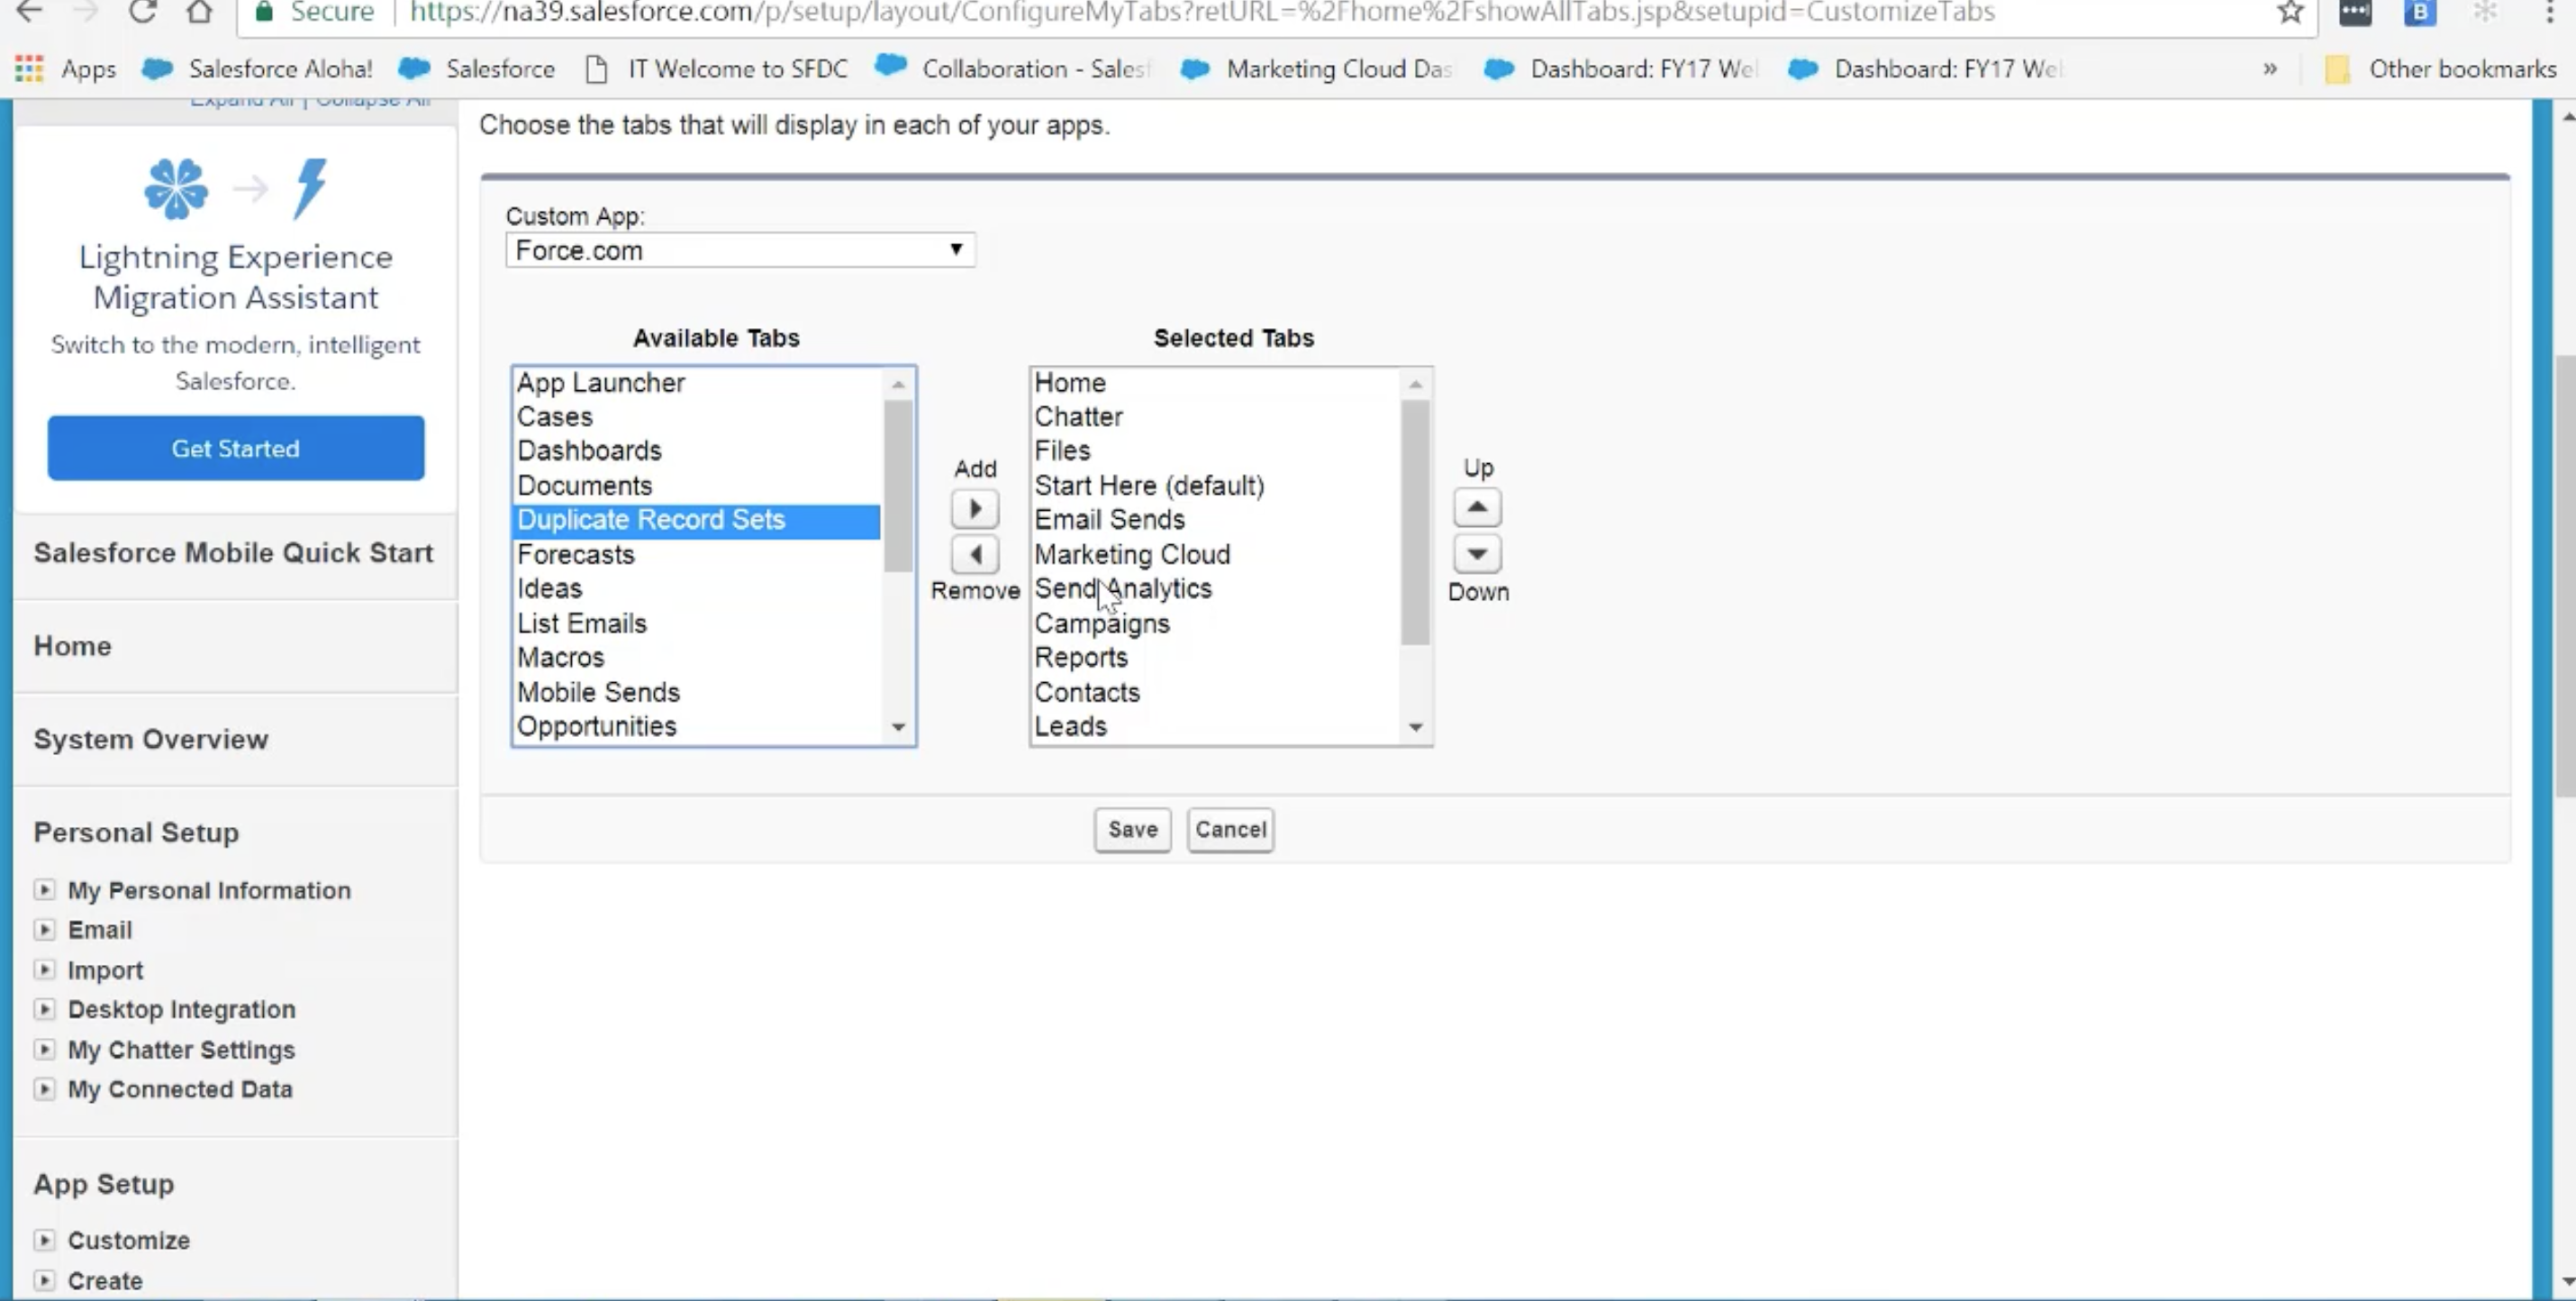 Secure
https://na39.salesforce.com/p/setup/layout/ConfigureMyTabs?retURL=%2Fhome%2FshowAllTabs.jsp&setupid=CustomizeTabs
Apps
Salesforce Aloha!
Salesforce
IT Welcome to SFDC
Collaboration - Salesf
Marketing Cloud Das
Dashboard: FY17 Wel
Dashboard: FY17 Wel
»
Other bookmarks
Expand All | Collapse All
Lightning Experience
Migration Assistant
Switch to the modern, intelligent
Salesforce.
Get Started
Salesforce Mobile Quick Start
Home
System Overview
Personal Setup
My Personal Information
Email
Import
Desktop Integration
My Chatter Settings
My Connected Data
App Setup
Customize
Create
Choose the tabs that will display in each of your apps.
Custom App:
Force.com
Available Tabs
App Launcher
Cases
Dashboards
Documents
Duplicate Record Sets
Forecasts
Ideas
List Emails
Macros
Mobile Sends
Opportunities
Add
Remove
Selected Tabs
Home
Chatter
Files
Start Here (default)
Email Sends
Marketing Cloud
Send Analytics
Campaigns
Reports
Contacts
Leads
Up
Down
Save
Cancel